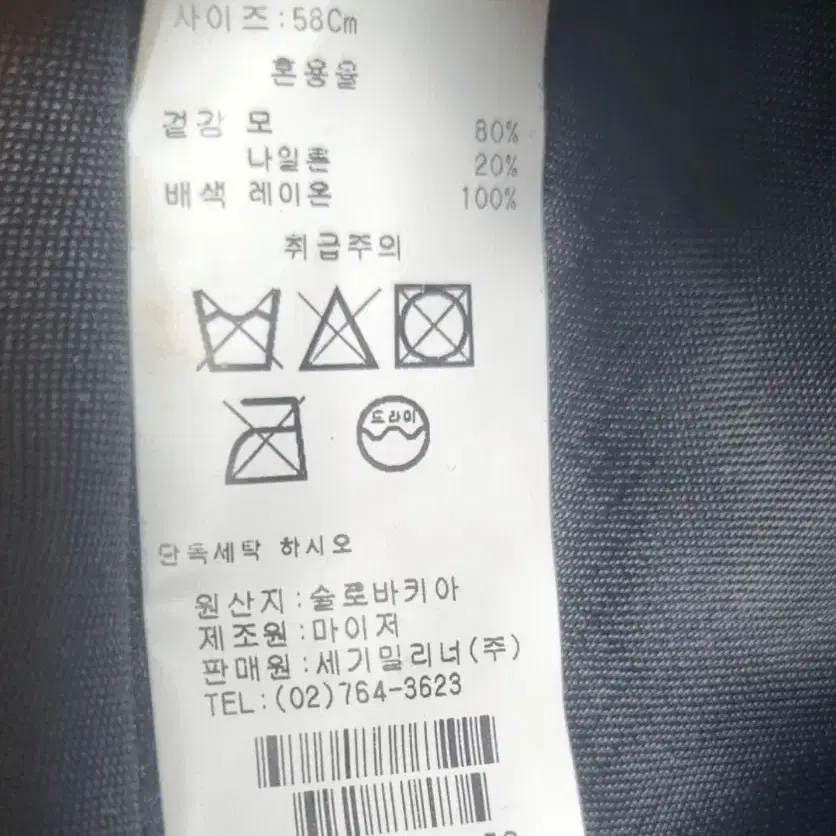 사이즈:58Cm
혼용율
겉감 모 80%
나일론 20%
배색 레이온 100%
취급주의
드라이
단독세탁 하시오
원산지:슬로바키아
제조원:마이저
판매원:세기밀리너(주)
TEL:(02)764-3623